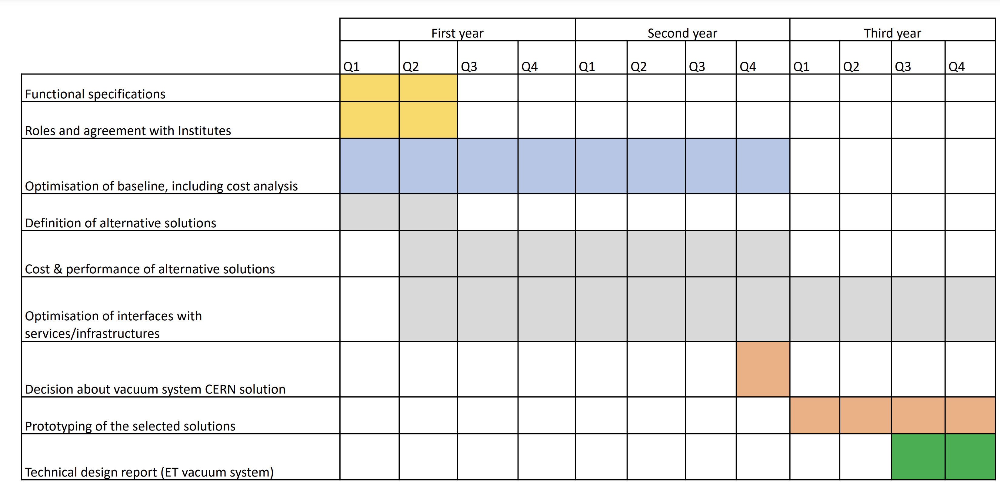 First year Second year Third year
Q1 Q2 Q3 Q4 Q1 Q2 Q3 Q4 Q1 Q2 Q3 Q4
Functional specifications
Roles and agreement with Institutes
Optimisation of baseline, including cost analysis
Definition of alternative solutions
Cost & performance of alternative solutions
Optimisation of interfaces with
services/infrastructures
Decision about vacuum system CERN solution
Prototyping of the selected solutions
Technical design report (ET vacuum system)